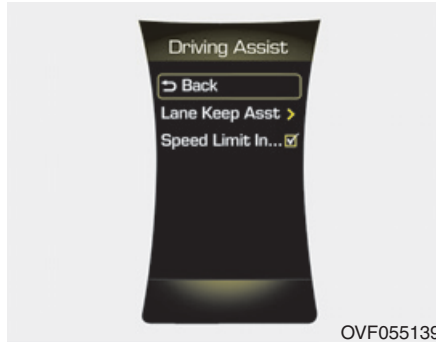 Driving Assist
Back
Lane Keep Asst >
Speed Limit In...
OVF055139